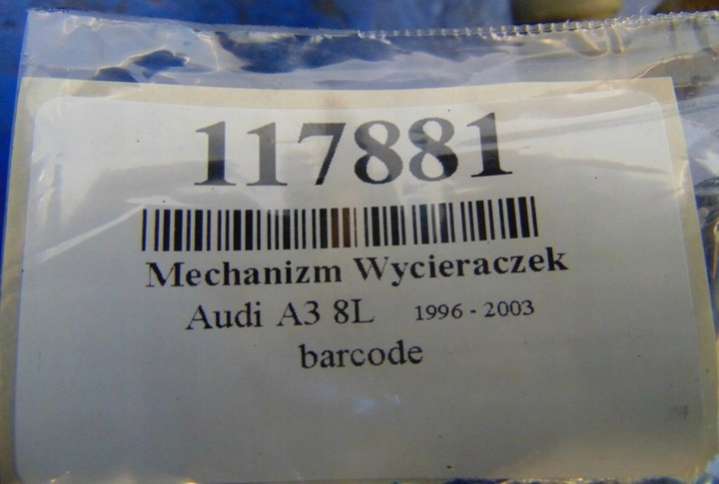 117881
Mechanizm Wycieraczek
Audi A3 8L 1996 - 2003
barcode